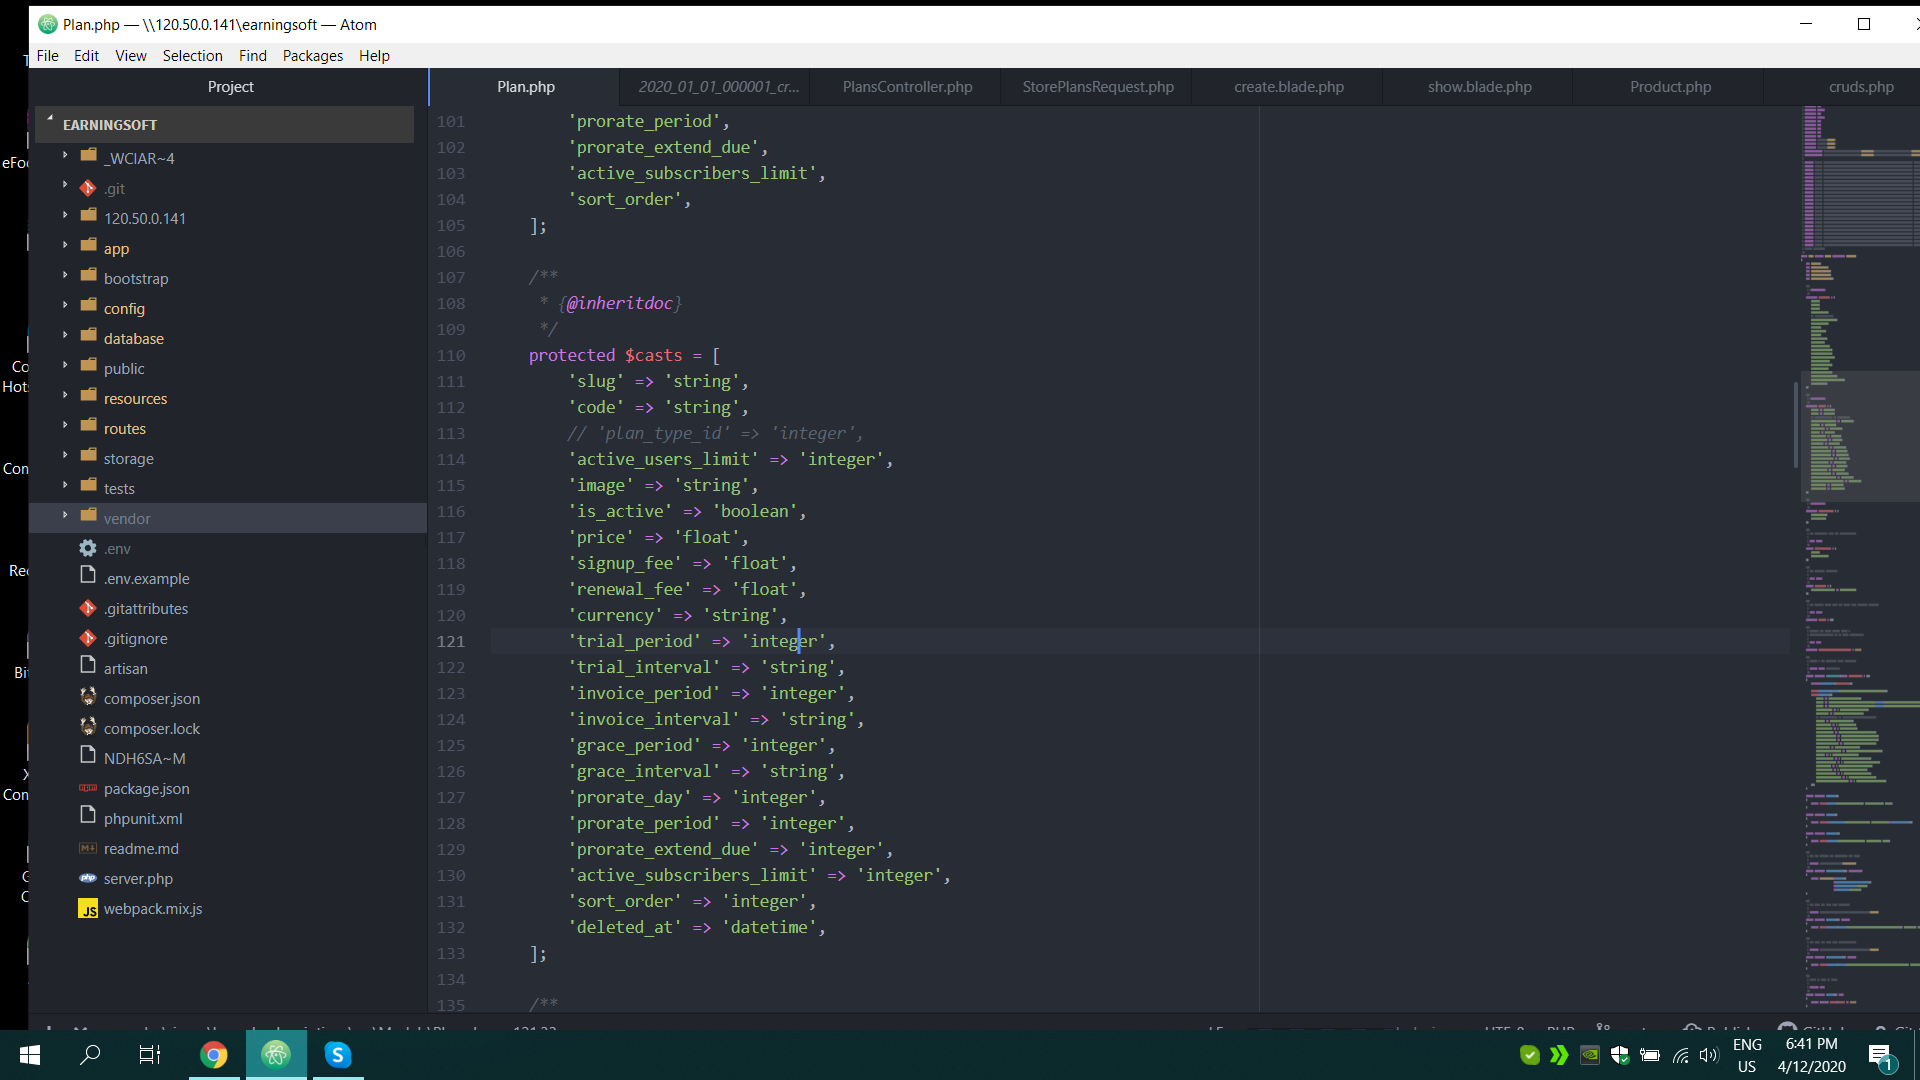 Plan.php — \\120.50.0.141\earningsoft — Atom
File Edit View Selection Find Packages Help
Project
EARNINGSOFT
_WCIAR~4
.git
120.50.0.141
app
bootstrap
config
database
public
resources
routes
storage
tests
vendor
.env
.env.example
.gitattributes
.gitignore
artisan
composer.json
composer.lock
NDH6SA~M
package.json
phpunit.xml
readme.md
server.php
webpack.mix.js
Plan.php 2020_01_01_000001_cr... PlansController.php StorePlansRequest.php create.blade.php show.blade.php Product.php cruds.php
101 'prorate_period',
102 'prorate_extend_due',
103 'active_subscribers_limit',
104 'sort_order',
105 ];
106
107 /**
108 * {@inheritdoc}
109 */
110 protected $casts = [
111 'slug' => 'string',
112 'code' => 'string',
113 // 'plan_type_id' => 'integer',
114 'active_users_limit' => 'integer',
115 'image' => 'string',
116 'is_active' => 'boolean',
117 'price' => 'float',
118 'signup_fee' => 'float',
119 'renewal_fee' => 'float',
120 'currency' => 'string',
121 'trial_period' => 'integer',
122 'trial_interval' => 'string',
123 'invoice_period' => 'integer',
124 'invoice_interval' => 'string',
125 'grace_period' => 'integer',
126 'grace_interval' => 'string',
127 'prorate_day' => 'integer',
128 'prorate_period' => 'integer',
129 'prorate_extend_due' => 'integer',
130 'active_subscribers_limit' => 'integer',
131 'sort_order' => 'integer',
132 'deleted_at' => 'datetime',
133 ];
134
135 /**
eFoc
Co
Hots
Con
Rec
Bit
X
Con
G
C
ENG
US
6:41 PM
4/12/2020
1